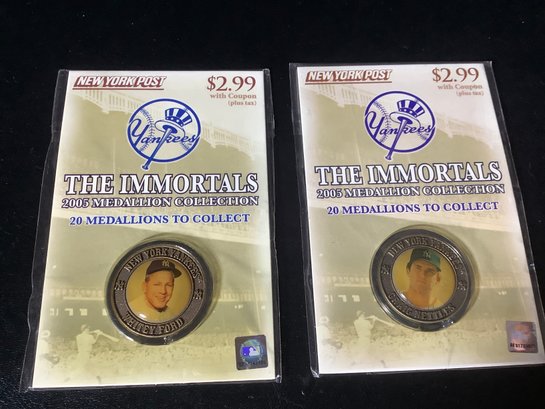 NEW YORK POST
$2.99
with Coupon
(plus tax)
Yankees
THE IMMORTALS
2005 MEDALLION COLLECTION
20 MEDALLIONS TO COLLECT
NEW YORK YANKEES
WHITEY FORD
NEW YORK POST
$2.99
with Coupon
(plus tax)
Yankees
THE IMMORTALS
2005 MEDALLION COLLECTION
20 MEDALLIONS TO COLLECT
NEW YORK YANKEES
GRAIG NETTLES